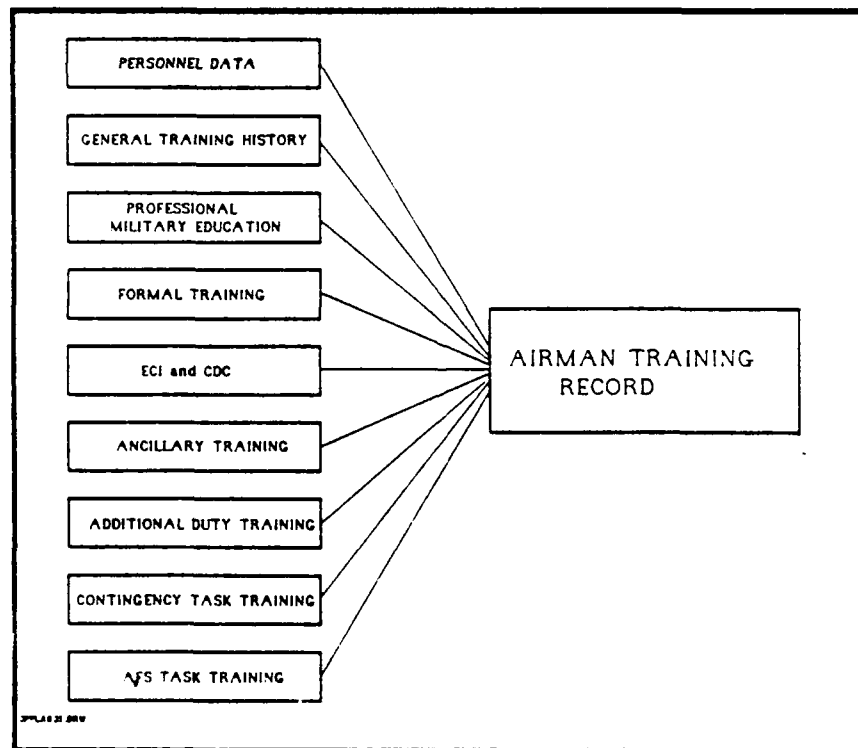 PERSONNEL DATA
GENERAL TRAINING HISTORY
PROFESSIONAL
MILITARY EDUCATION
FORMAL TRAINING
ECI and CDC
ANCILLARY TRAINING
ADDITIONAL DUTY TRAINING
CONTINGENCY TASK TRAINING
AFS TASK TRAINING
AIRMAN TRAINING
RECORD